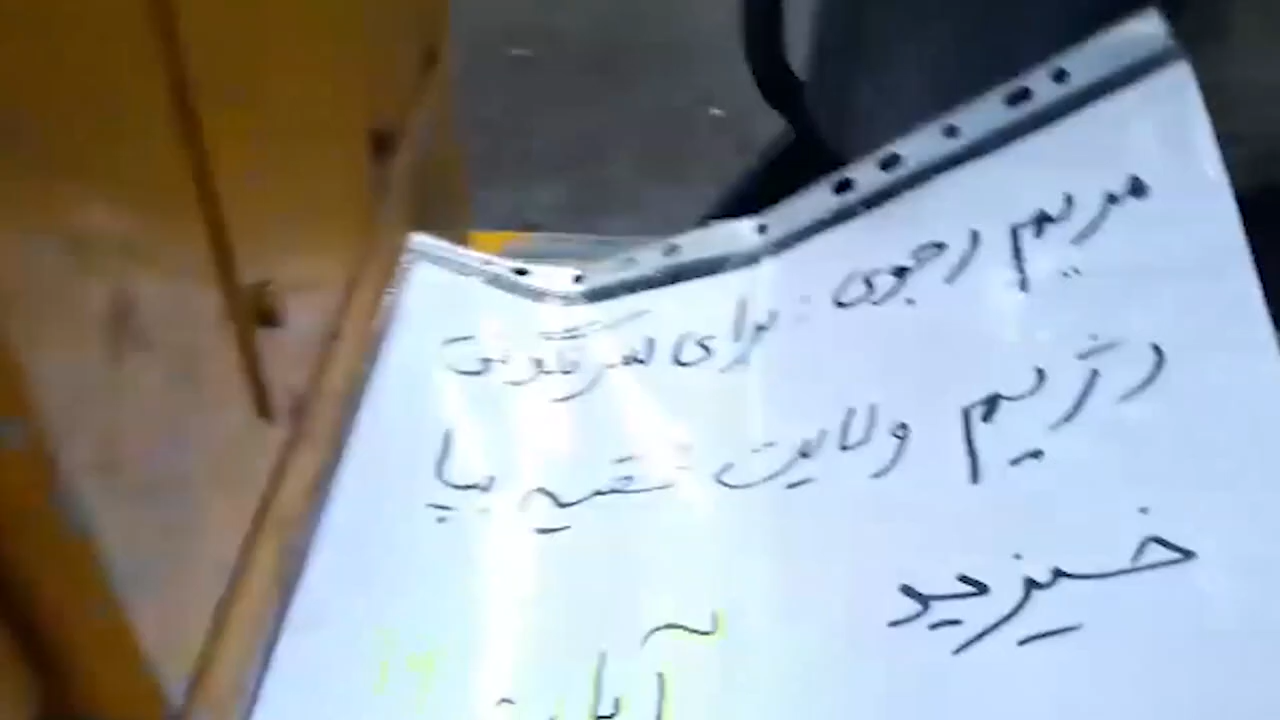 مریم رجوی: برای سرنگونی
رژیم ولایت فقیه بپا
خیزید